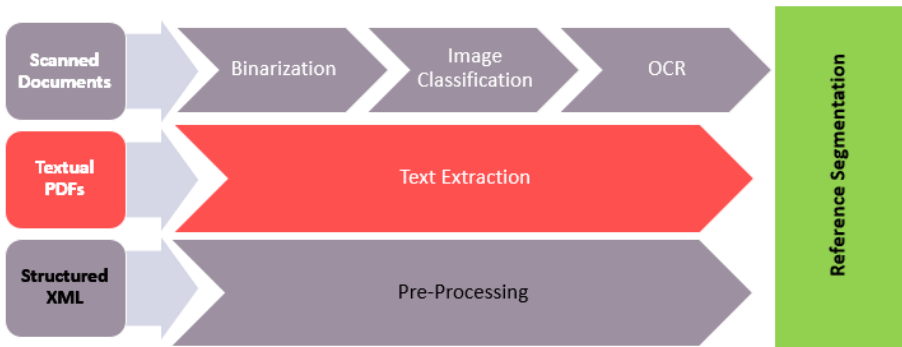 Scanned
Documents
Binarization
Image
Classification
OCR
Textual
PDFs
Text Extraction
Structured
XML
Pre-Processing
Reference Segmentation